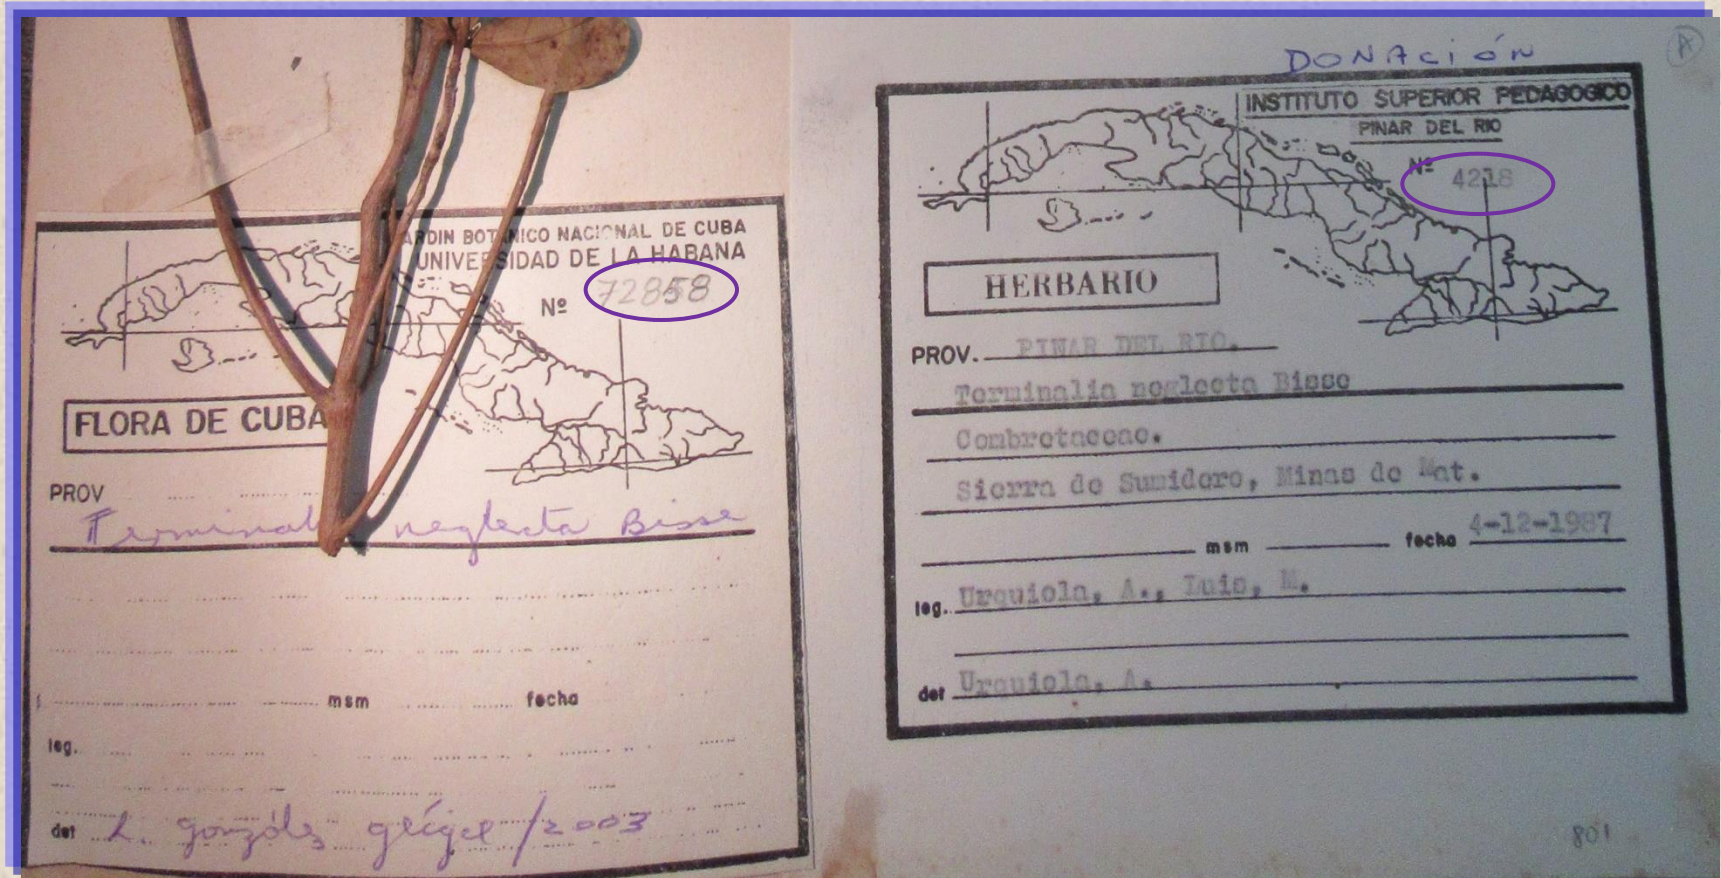 ARDIN BOTANICO NACIONAL DE CUBA
UNIVERSIDAD DE LA HABANA
Nº 72858
FLORA DE CUBA
PROV
Terminal neglecta Bisse
msm fecha
leg.
det L. gonzález géigel /2003
DONACIÓN
A
INSTITUTO SUPERIOR PEDAGOGICO
PINAR DEL RIO
Nº 4218
HERBARIO
PROV. PINAR DEL RIO.
Terminalia neglecta Bisse
Combretaceae.
Sierra de Sumidero, Minas de Mat.
msm fecha 4-12-1987
leg. Urquiola, A., Luis, M.
det Urquiola, A.
801